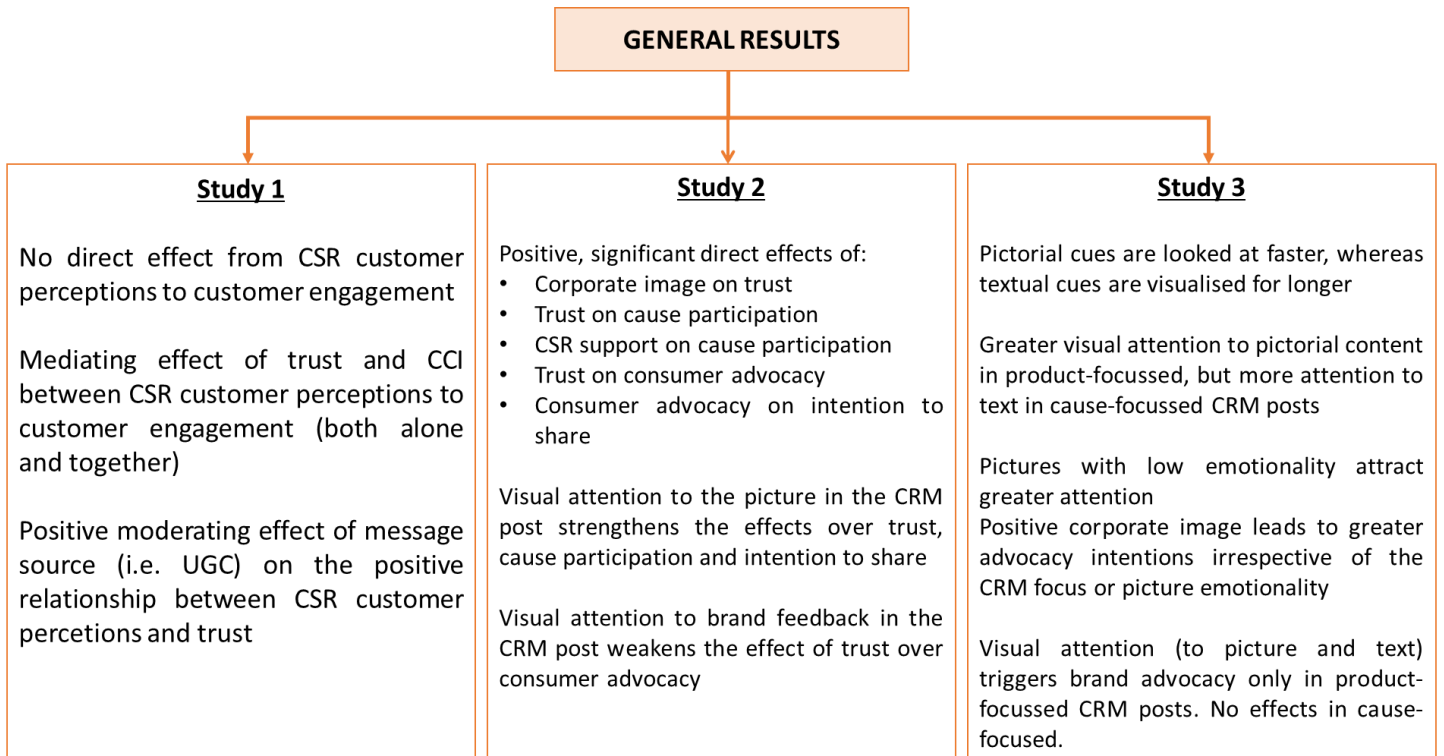 GENERAL RESULTS
Study 1
No direct effect from CSR customer
perceptions to customer engagement
Mediating effect of trust and CCI
between CSR customer perceptions to
customer engagement (both alone
and together)
Positive moderating effect of message
source (i.e. UGC) on the positive
relationship between CSR customer
percetions and trust
Study 2
Positive, significant direct effects of:
• Corporate image on trust
• Trust on cause participation
• CSR support on cause participation
• Trust on consumer advocacy
• Consumer advocacy on intention to
share
Visual attention to the picture in the CRM
post strengthens the effects over trust,
cause participation and intention to share
Visual attention to brand feedback in the
CRM post weakens the effect of trust over
consumer advocacy
Study 3
Pictorial cues are looked at faster, whereas
textual cues are visualised for longer
Greater visual attention to pictorial content
in product-focussed, but more attention to
text in cause-focussed CRM posts
Pictures with low emotionality attract
greater attention
Positive corporate image leads to greater
advocacy intentions irrespective of the
CRM focus or picture emotionality
Visual attention (to picture and text)
triggers brand advocacy only in product-
focussed CRM posts. No effects in cause-
focused.